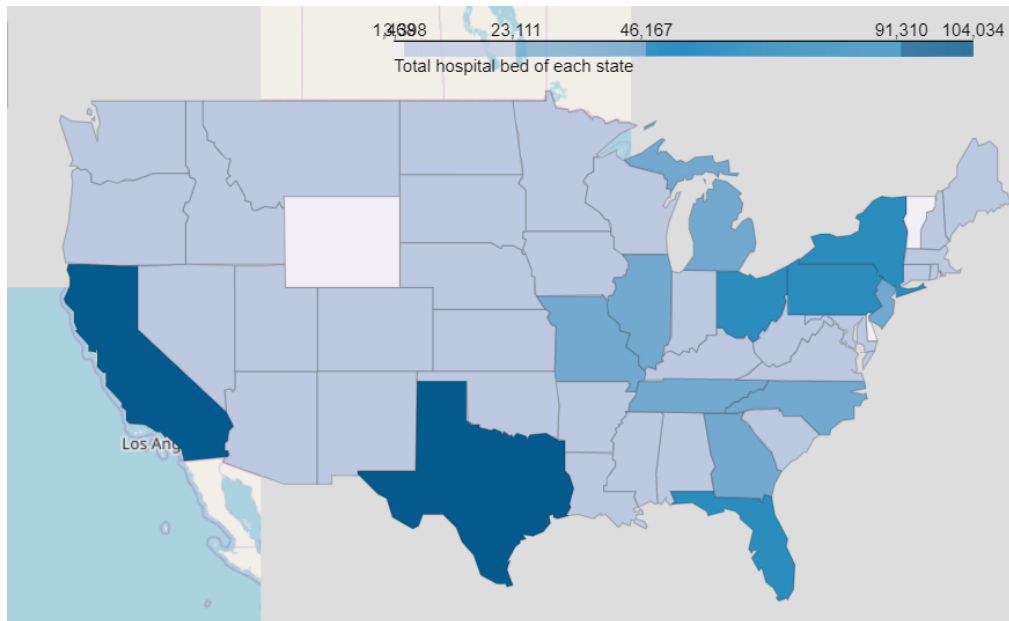 23,111 46,167 91,310 104,034
Total hospital bed of each state
Los Ang